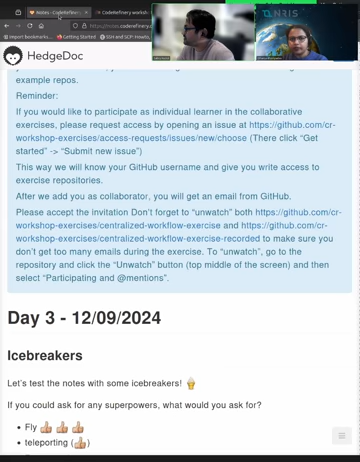 Notes - CodeRefinery
CodeRefinery worksh
https://notes.coderefinery.
Import bookmarks...
Getting Started
SSH and SCP: Howto,
HedgeDoc
example repos.
Reminder:
If you would like to participate as individual learner in the collaborative
exercises, please request access by opening an issue at https://github.com/cr-
workshop-exercises/access-requests/issues/new/choose (There click “Get
started” -> “Submit new issue”)
This way we will know your GitHub username and give you write access to
exercise repositories.
After we add you as collaborator, you will get an email from GitHub.
Please accept the invitation Don’t forget to “unwatch” both https://github.com/cr-
workshop-exercises/centralized-workflow-exercise and https://github.com/cr-
workshop-exercises/centralized-workflow-exercise-recorded to make sure you
don’t get too many emails during the exercise. To “unwatch”, go to the
repository and click the “Unwatch” button (top middle of the screen) and then
select “Participating and @mentions”.
Day 3 - 12/09/2024
Icebreakers
Let’s test the notes with some icebreakers! 🍦
If you could ask for any superpowers, what would you ask for?
• Fly 👍🏼 👍🏼 👍🏼
• teleporting (👍🏼)